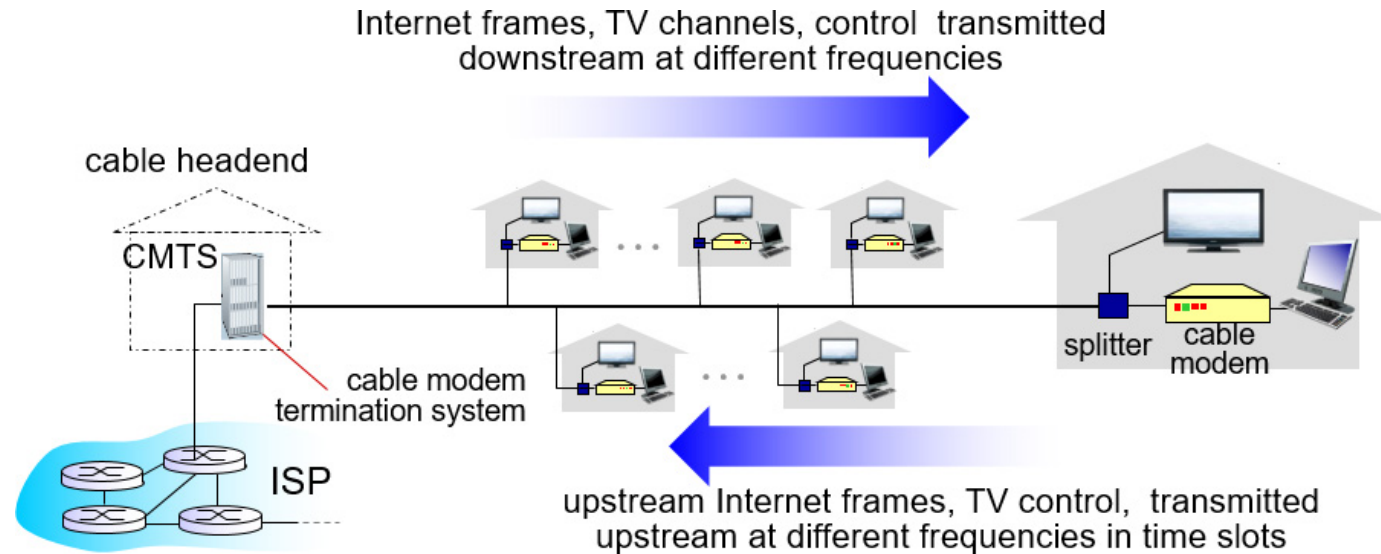 Internet frames, TV channels, control transmitted
downstream at different frequencies
cable headend
CMTS
splitter
cable
modem
cable modem
termination system
ISP
upstream Internet frames, TV control, transmitted
upstream at different frequencies in time slots